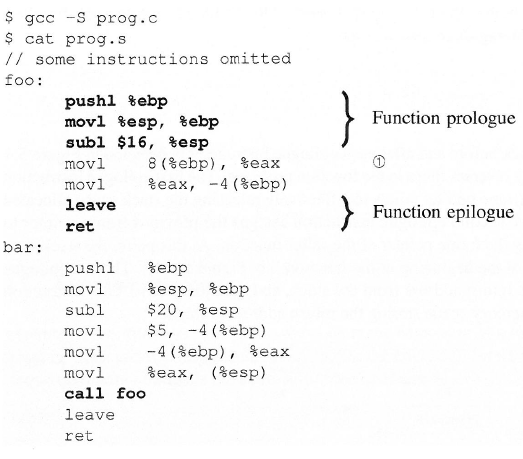 $ gcc -S prog.c
$ cat prog.s
// some instructions omitted
foo:
pushl %ebp
movl %esp, %ebp
subl $16, %esp
Function prologue
movl 8(%ebp), %eax ①
movl %eax, -4(%ebp)
leave
ret
Function epilogue
bar:
pushl %ebp
movl %esp, %ebp
subl $20, %esp
movl $5, -4(%ebp)
movl -4(%ebp), %eax
movl %eax, (%esp)
call foo
leave
ret